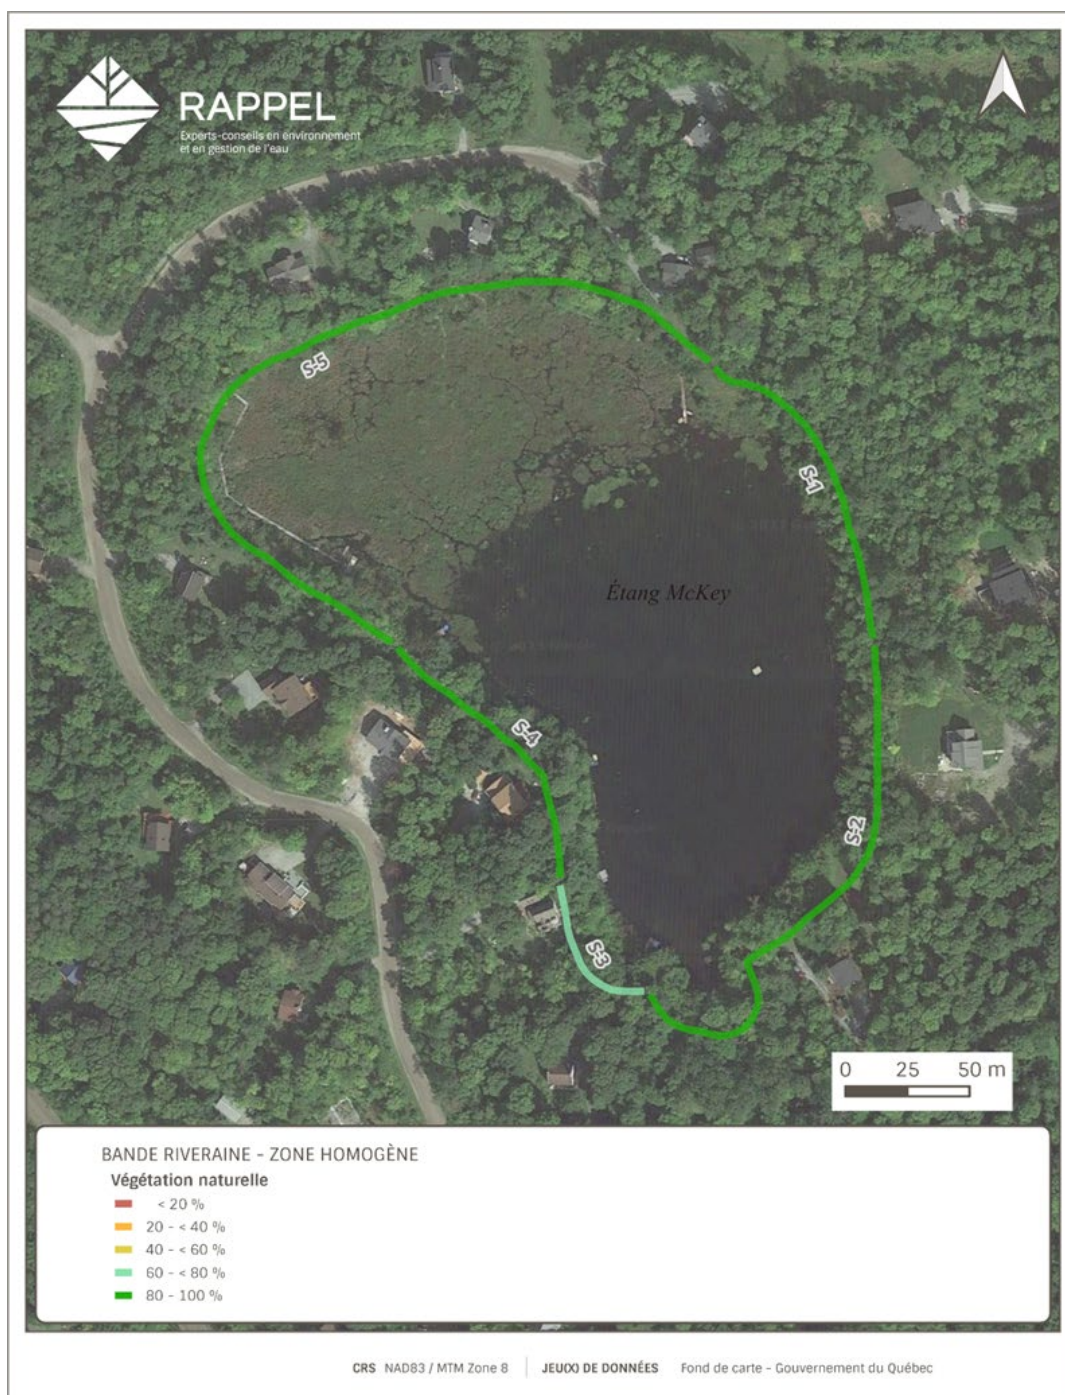 RAPPEL
Experts-conseils en environnement
et en gestion de l'eau
S-5
S-1
Étang McKey
S-4
S-2
S-3
0 25 50 m
BANDE RIVERAINE - ZONE HOMOGÈNE
Végétation naturelle
< 20 %
20 - < 40 %
40 - < 60 %
60 - < 80 %
80 - 100 %
CRS NAD83 / MTM Zone 8 JEU(X) DE DONNÉES Fond de carte - Gouvernement du Québec